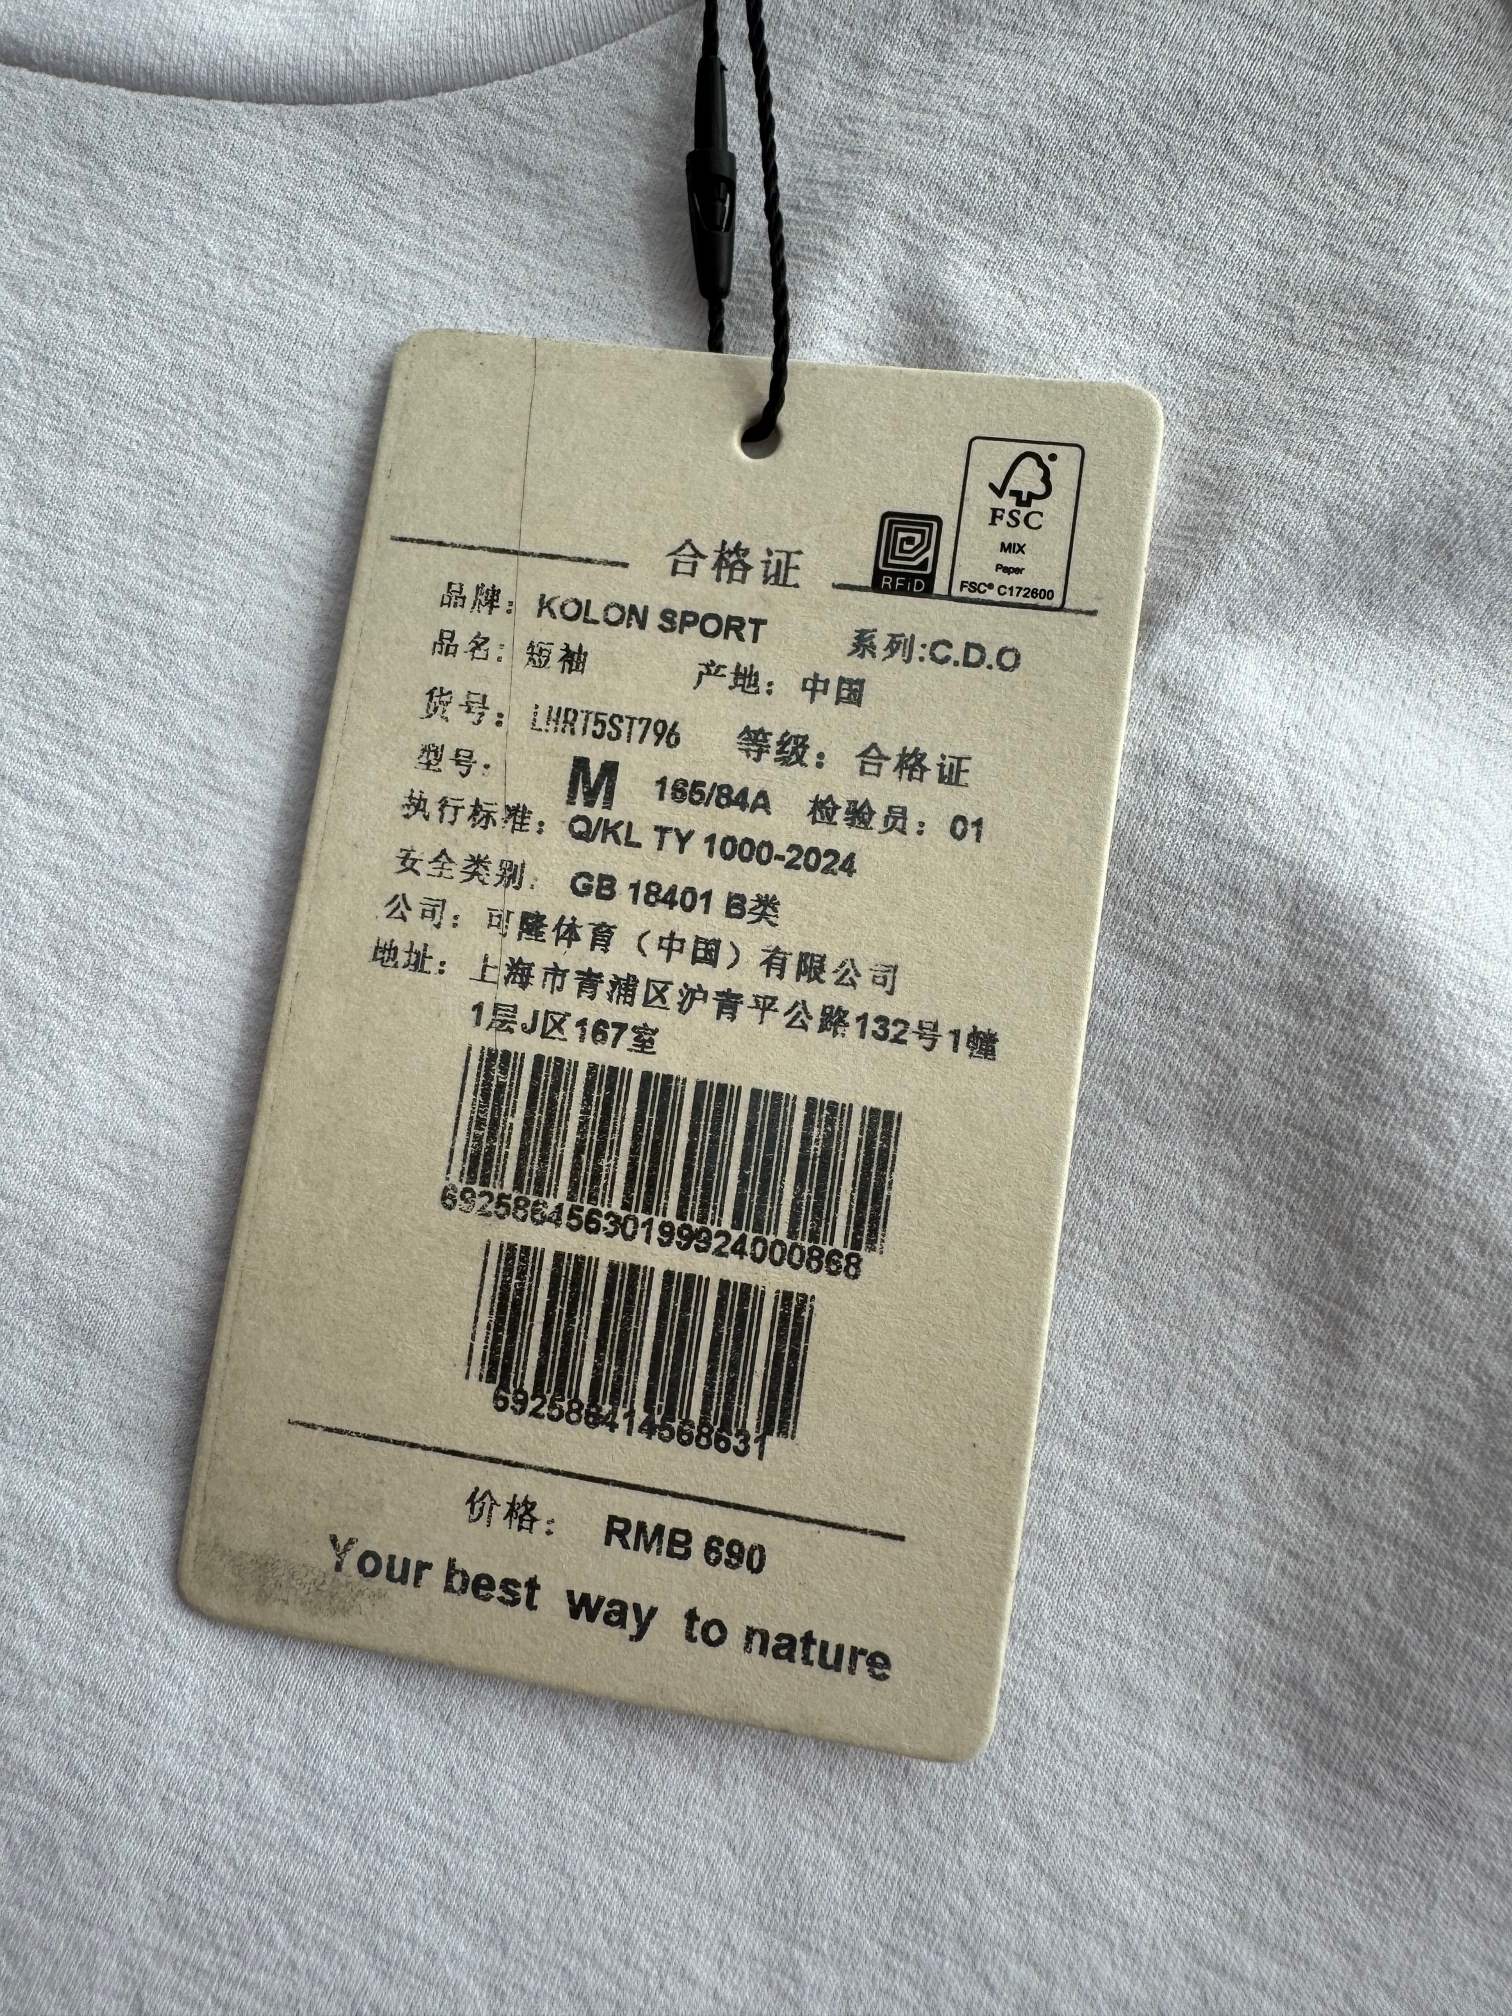 FSC
MIX
Paper
FSC® C172600
RFiD
合格证
品牌: KOLON SPORT 系列:C.D.O
品名: 短袖 产地: 中国
货号: LHRT5ST796 等级: 合格证
型号: M 165/84A 检验员: 01
执行标准: Q/KL TY 1000-2024
安全类别: GB 18401 B类
公司: 可隆体育（中国）有限公司
地址: 上海市青浦区沪青平公路132号1幢
1层J区167室
69258645630199924000868
692586414568631
价格: RMB 690
Your best way to nature